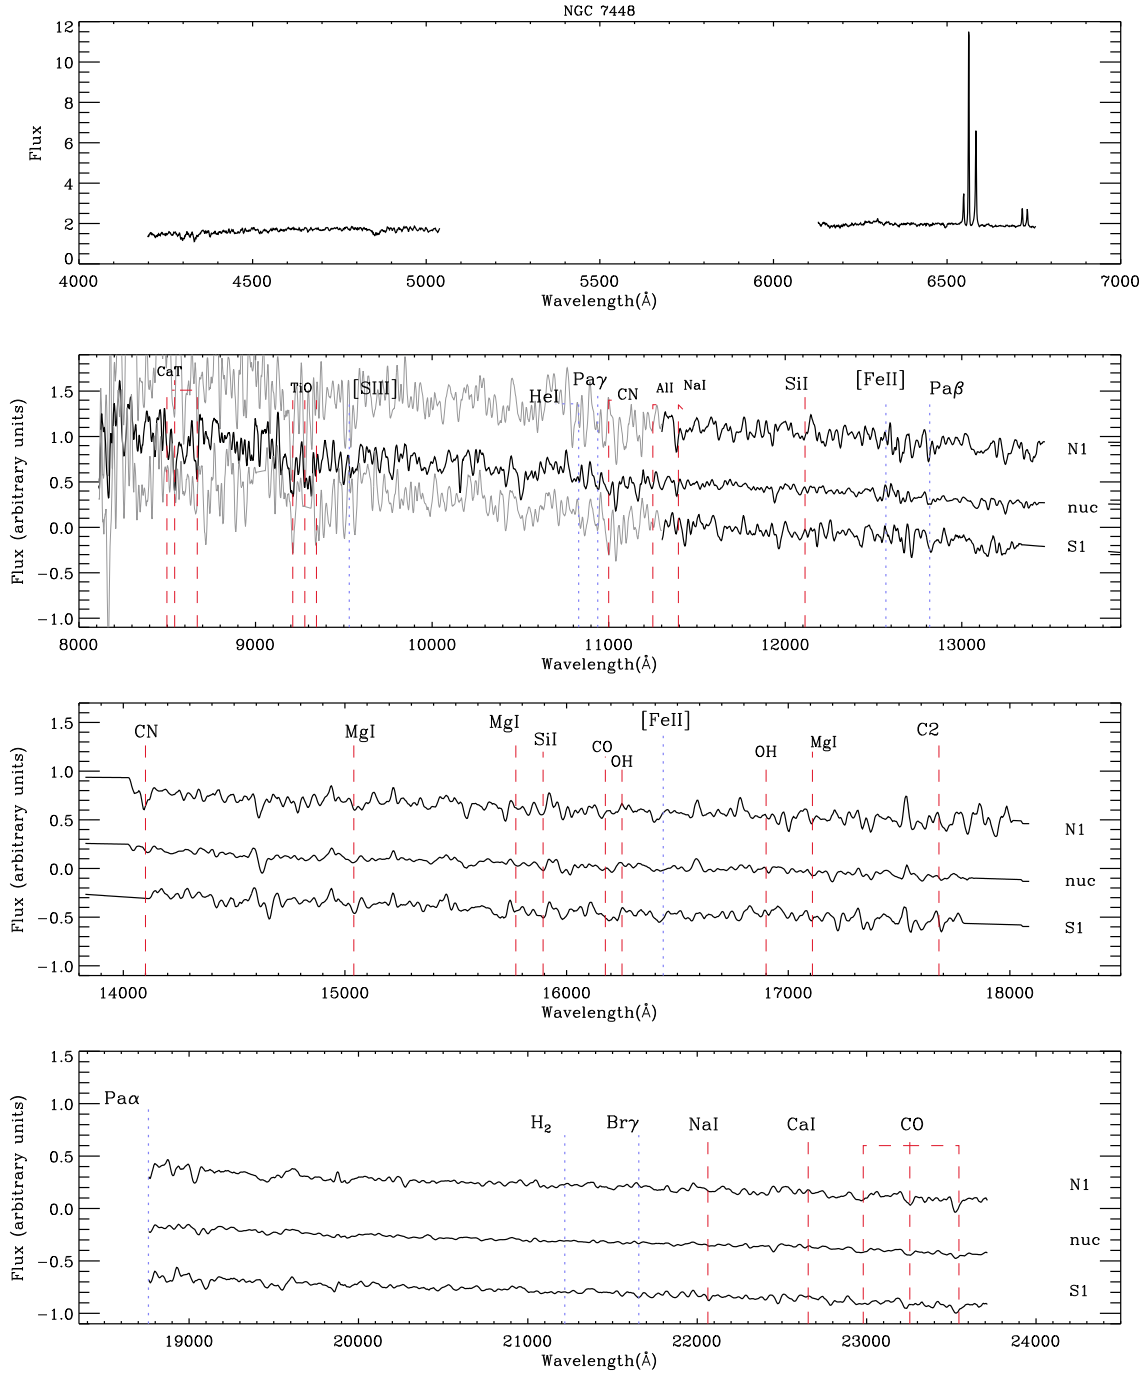 NGC 7448
12
10
8
6
4
2
0
Flux
4000 4500 5000 5500 6000 6500 7000
Wavelength(Å)
CaT TiO [SIII] HeI Paγ CN AlI NaI SiI [FeII] Paβ
1.5
1.0
0.5
0.0
−0.5
−1.0
Flux (arbitrary units)
N1
nuc
S1
8000 9000 10000 11000 12000 13000
Wavelength(Å)
CN MgI MgI SiI CO OH [FeII] OH MgI C2
1.5
1.0
0.5
0.0
−0.5
−1.0
Flux (arbitrary units)
N1
nuc
S1
14000 15000 16000 17000 18000
Wavelength(Å)
Paα H2 Brγ NaI CaI CO
1.5
1.0
0.5
0.0
−0.5
−1.0
Flux (arbitrary units)
N1
nuc
S1
19000 20000 21000 22000 23000 24000
Wavelength(Å)